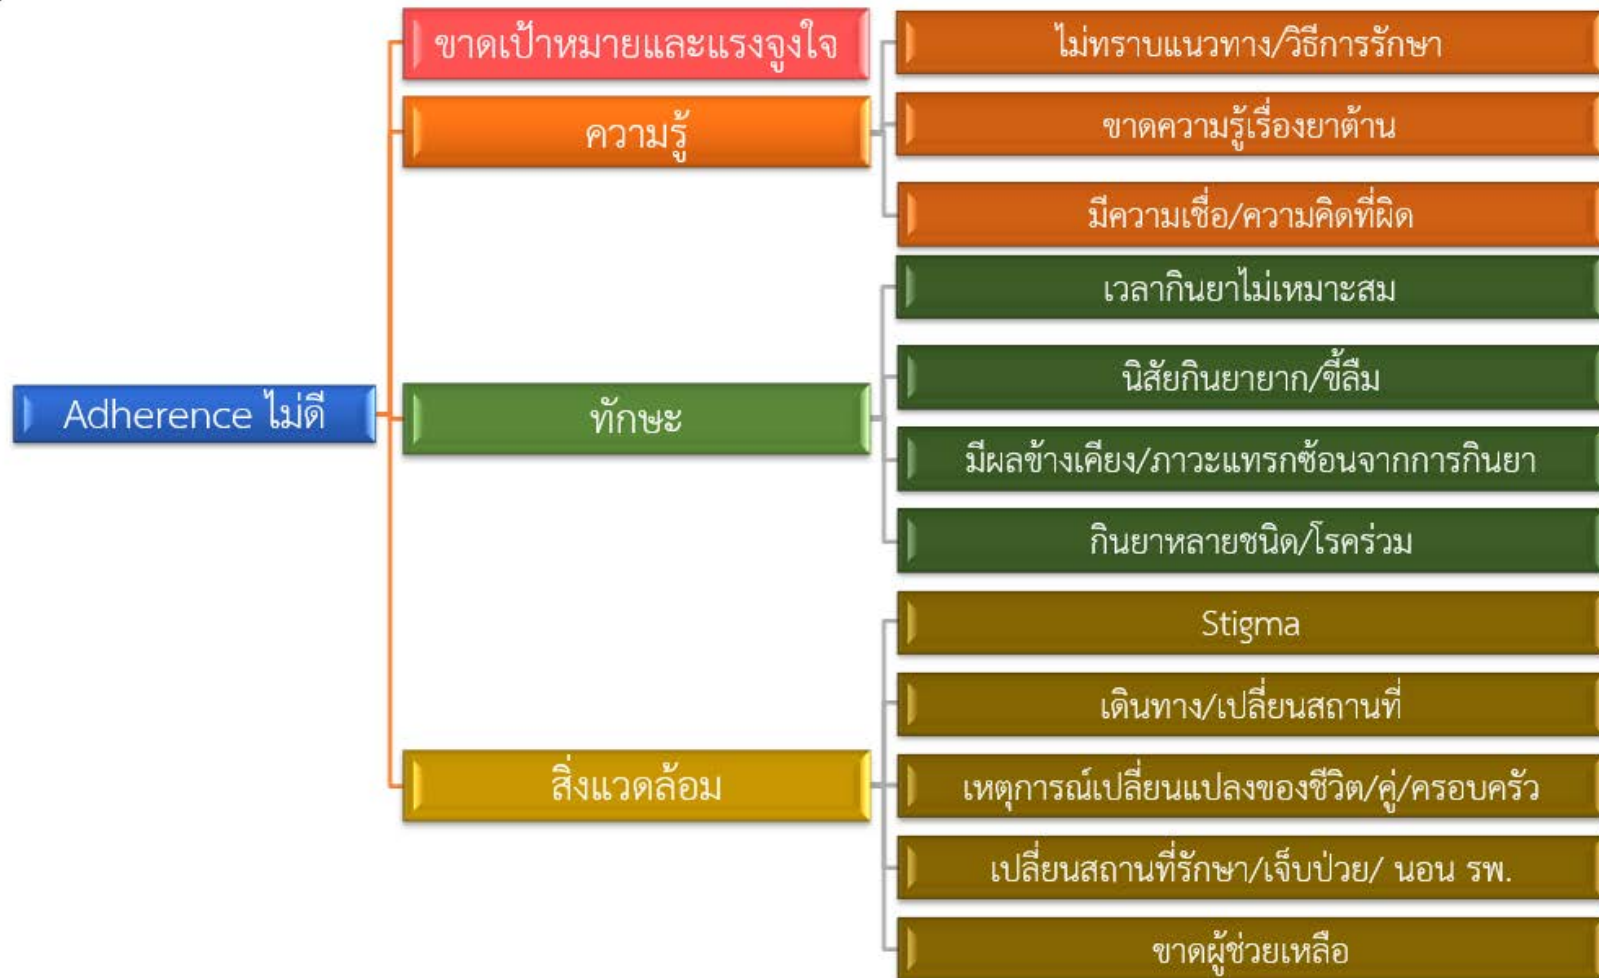 Adherence ไม่ดี
ขาดเป้าหมายและแรงจูงใจ
ความรู้
ไม่ทราบแนวทาง/วิธีการรักษา
ขาดความรู้เรื่องยาต้าน
มีความเชื่อ/ความคิดที่ผิด
ทักษะ
เวลากินยาไม่เหมาะสม
นิสัยกินยายาก/ขี้ลืม
มีผลข้างเคียง/ภาวะแทรกซ้อนจากการกินยา
กินยาหลายชนิด/โรคร่วม
สิ่งแวดล้อม
Stigma
เดินทาง/เปลี่ยนสถานที่
เหตุการณ์เปลี่ยนแปลงของชีวิต/คู่/ครอบครัว
เปลี่ยนสถานที่รักษา/เจ็บป่วย/ นอน รพ.
ขาดผู้ช่วยเหลือ